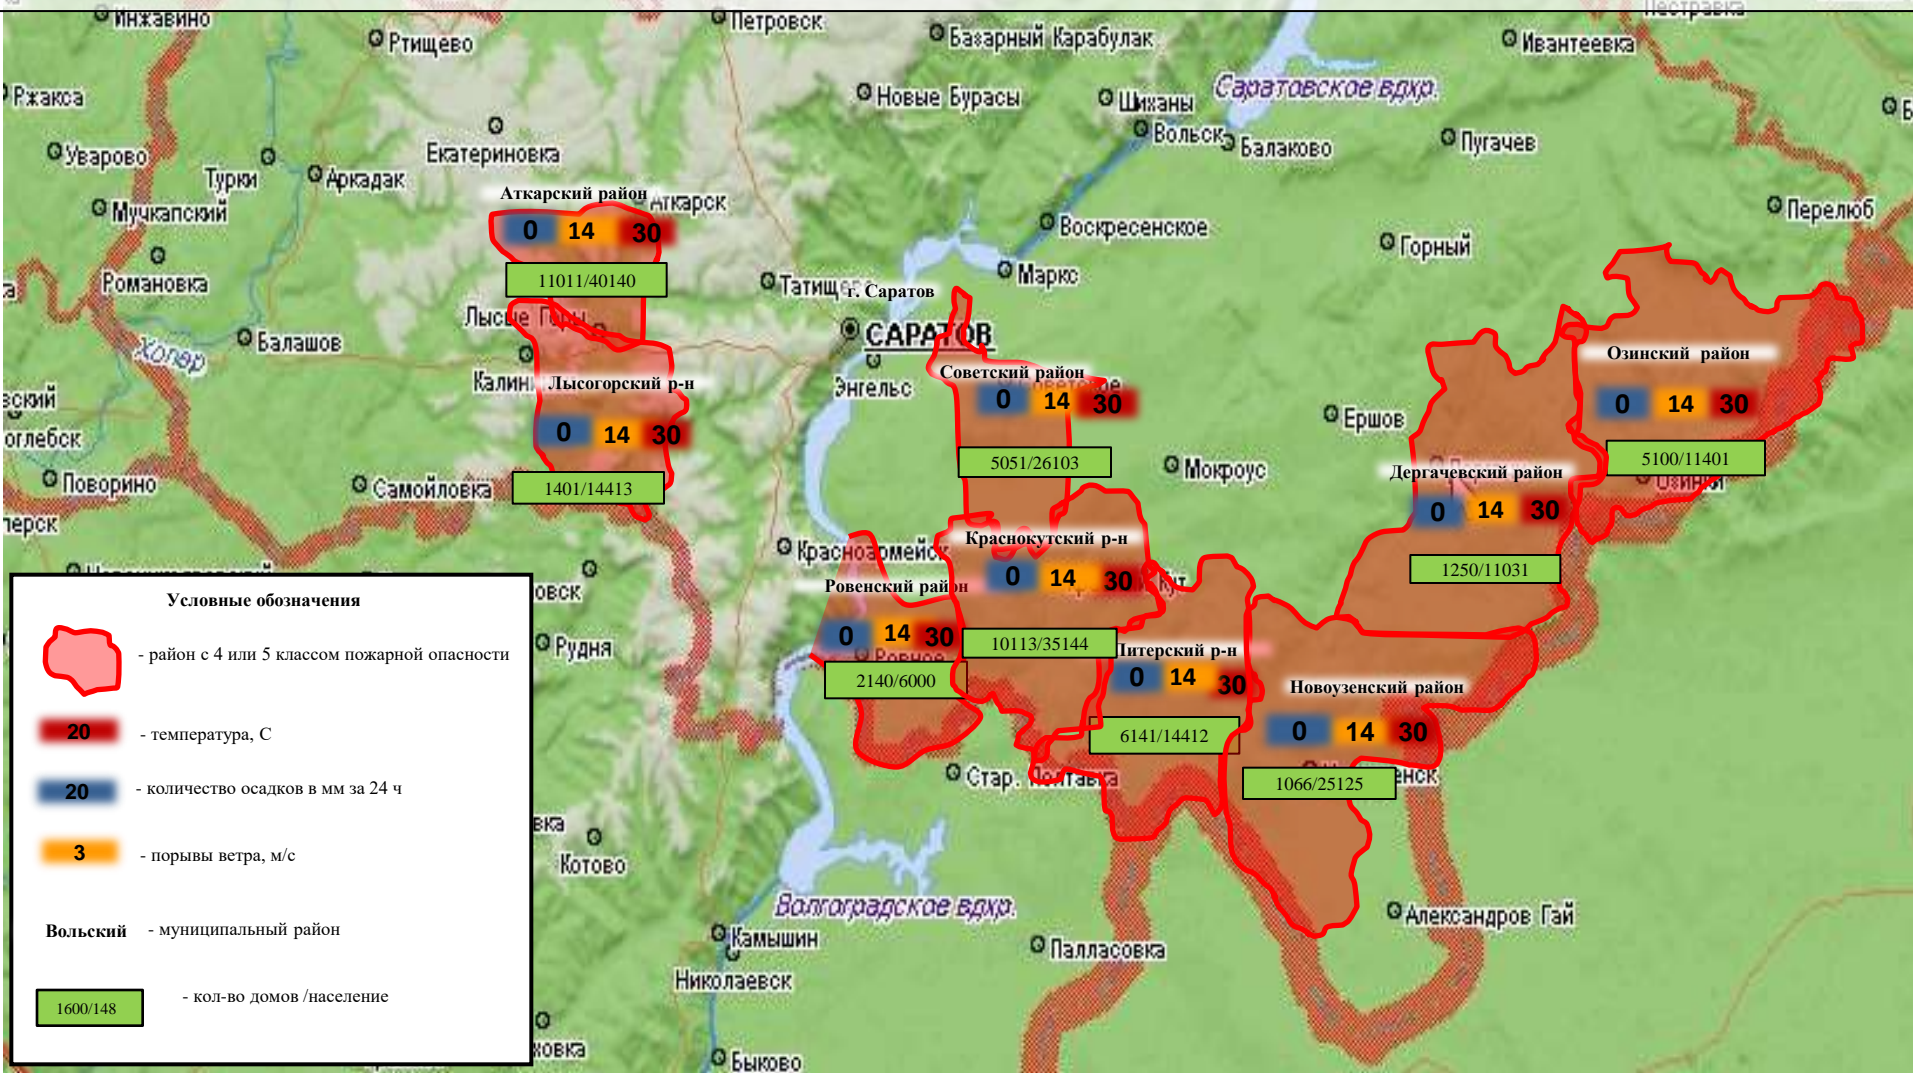 Инжавино
Ртищево
Петровск
Базарный Карабулак
Ивантеевка
Ржакса
Новые Бурасы
Шиханы
Саратовское вдхр.
Уварово
Екатериновка
Вольск
Балаково
Пугачев
Турки
Аркадак
Аткарский район
Аткарск
Мучкапский
Воскресенское
Перелюб
0 14 30
Горный
11011/40140
Романовка
Маркс
г. Саратов
Лысые Горы
САРАТОВ
Хопер
Балашов
Озинский район
Энгельс
Советский район
Лысогорский р-н
0 14 30
0 14 30
Ершов
0 14 30
5051/26103
5100/11401
Поворино
Самойловка
1401/14413
Мокроус
Дергачевский район
Озинки
0 14 30
Краснокутский р-н
1250/11031
0 14 30
Ровенский район
0 14 30
Ровное
10113/35144
2140/6000
Рудня
Питерский р-н
0 14 30
6141/14412
Новоузенский район
0 14 30
1066/25125
Стар. Полтавка
Котово
Волгоградское вдхр.
Камышин
Николаевск
Палласовка
Александров Гай
Быково
Условные обозначения
- район с 4 или 5 классом пожарной опасности
20 - температура, С
20 - количество осадков в мм за 24 ч
3 - порывы ветра, м/с
Вольский - муниципальный район
1600/148 - кол-во домов /население